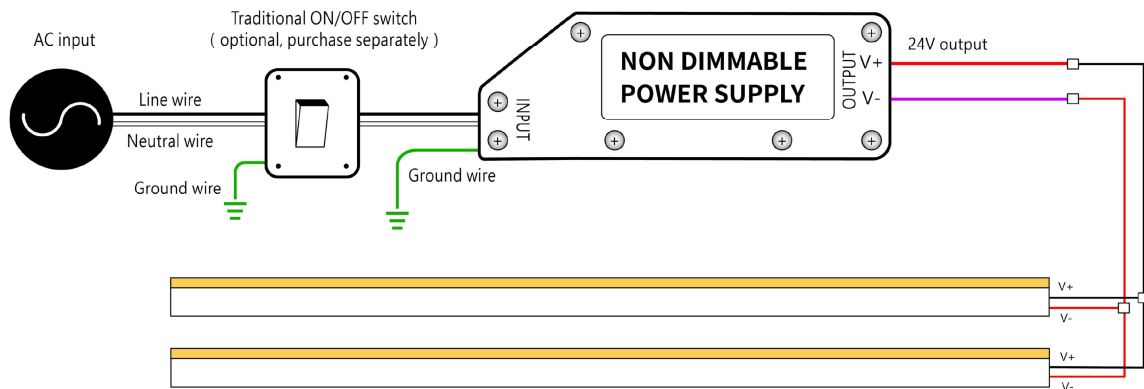 AC input
Traditional ON/OFF switch
( optional, purchase separately )
Line wire
Neutral wire
Ground wire
Ground wire
INPUT
NON DIMMABLE
POWER SUPPLY
OUTPUT
V+
V-
24V output
V+
V-
V+
V-